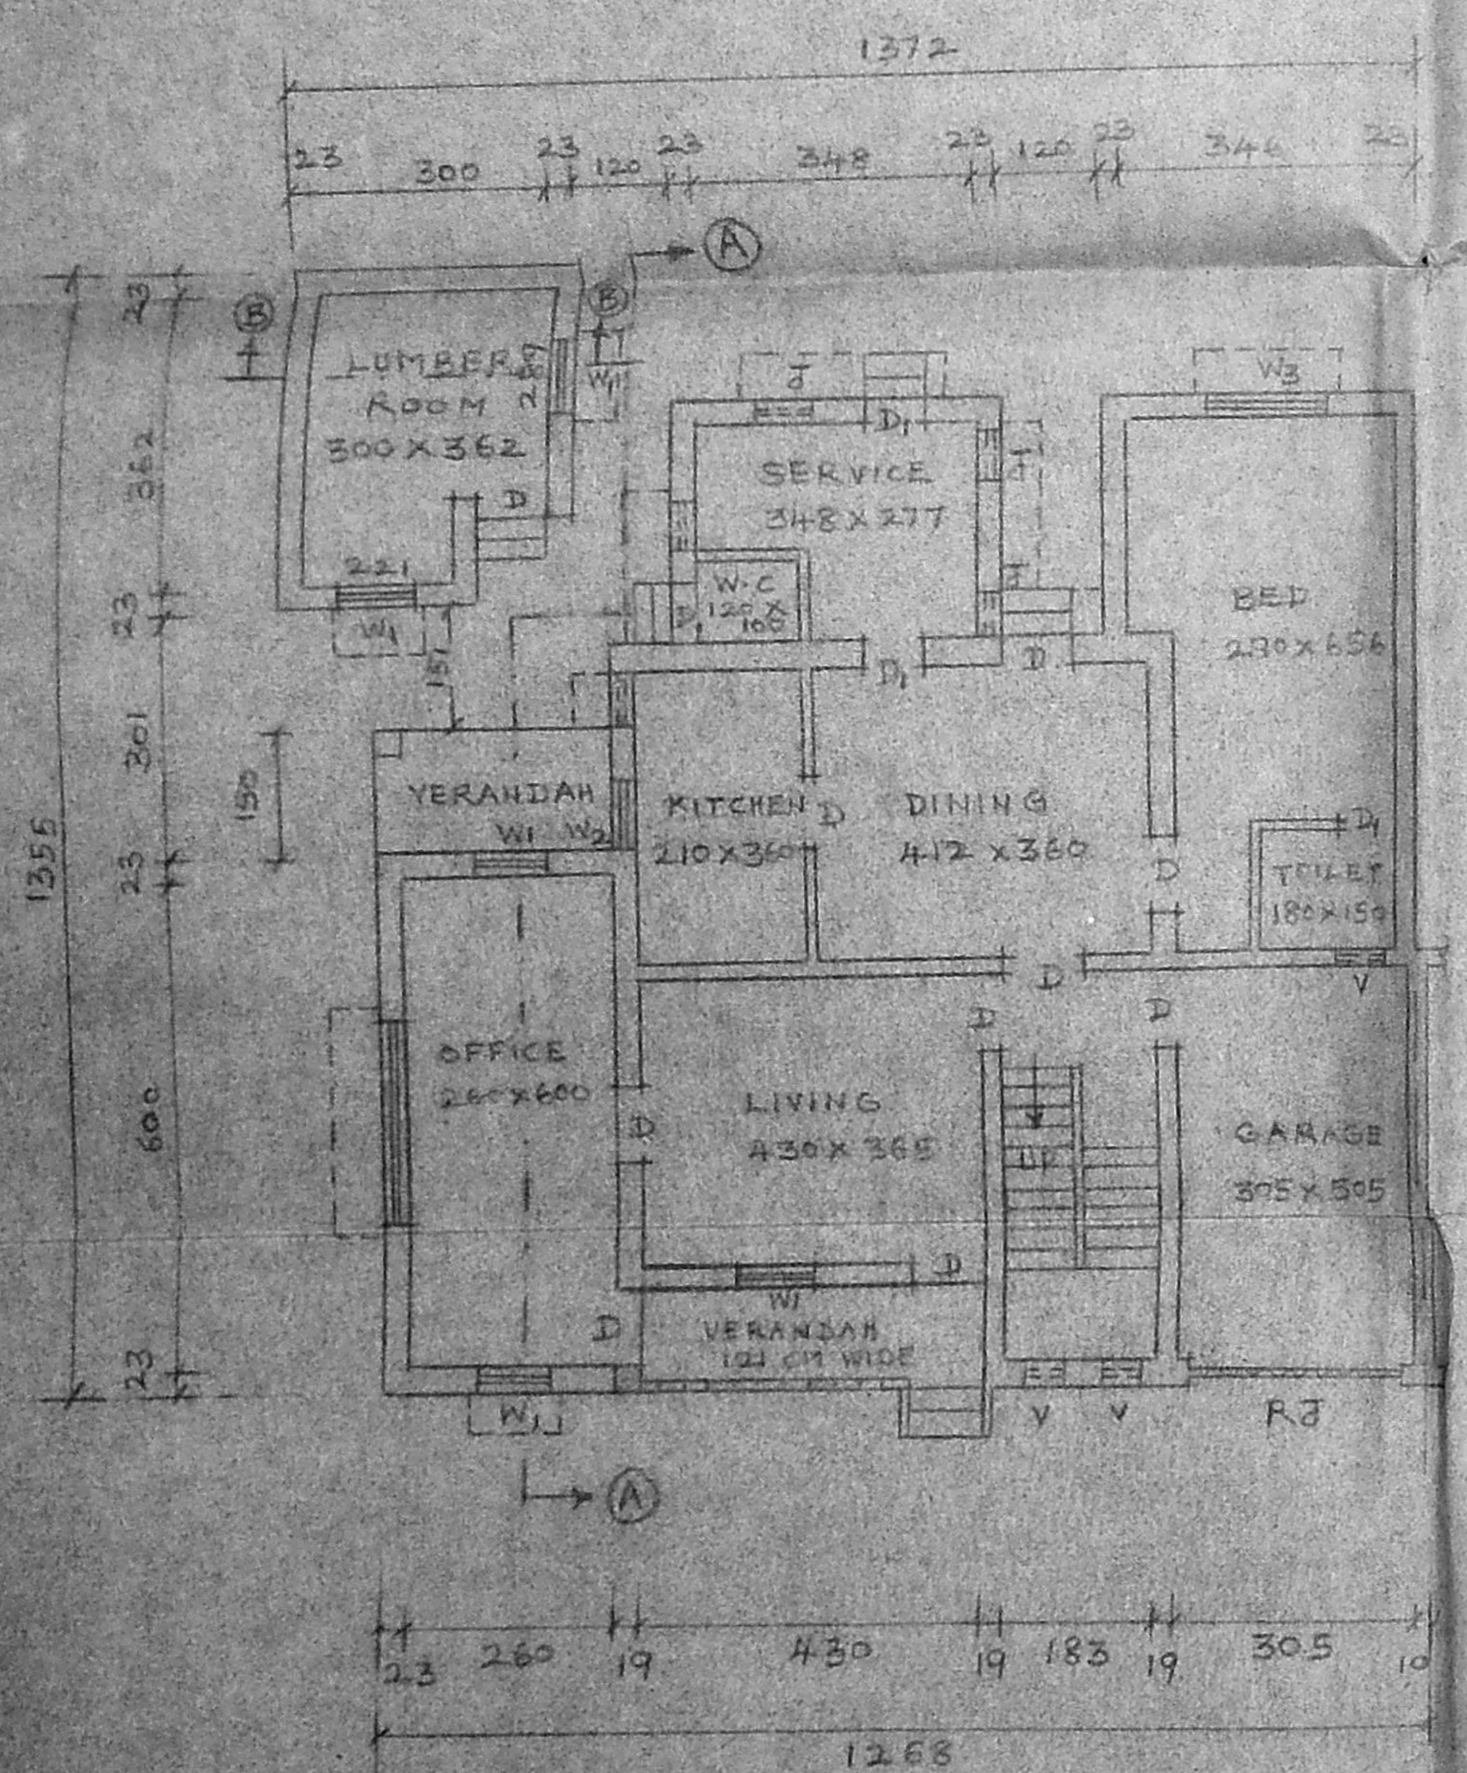 1372
23 300 23 120 23 348 23 120 23 346 23
A
B B
23
LUMBER
ROOM
300 X 362
W1
D
221
W1
362
23
151
J
D1
W3
SERVICE
348 X 277
J
J
W.C
120 X
100
D1
D1
D
BED
280 X 656
301
150
VERANDAH
W1 W2
KITCHEN
210 X 360
D
DINING
412 X 360
D
D1
TOILET
180 X 150
V
1355
23
D
D
D
OFFICE
260 X 600
D
LIVING
430 X 365
UP
GARAGE
305 X 505
600
D
W1
D
VERANDAH
121 CM WIDE
23
W1
V V
RJ
A
23 260 19 430 19 183 19 30.5 10
1268